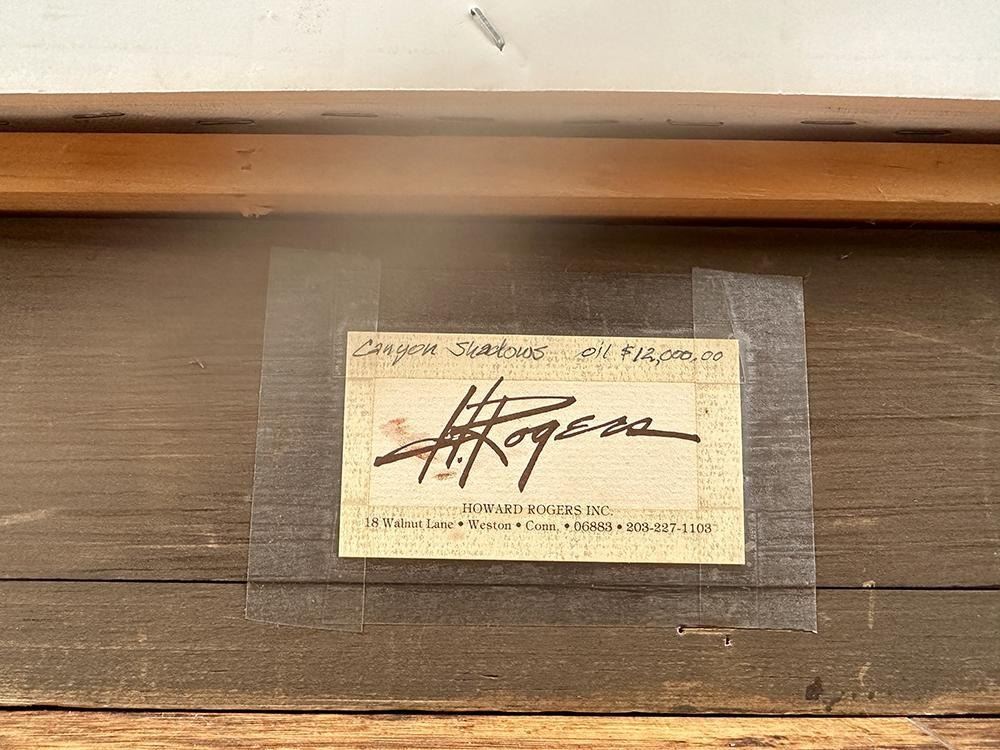 Canyon Shadows oil $12,000.00
H. Rogers
HOWARD ROGERS INC.
18 Walnut Lane • Weston • Conn. • 06883 • 203-227-1103